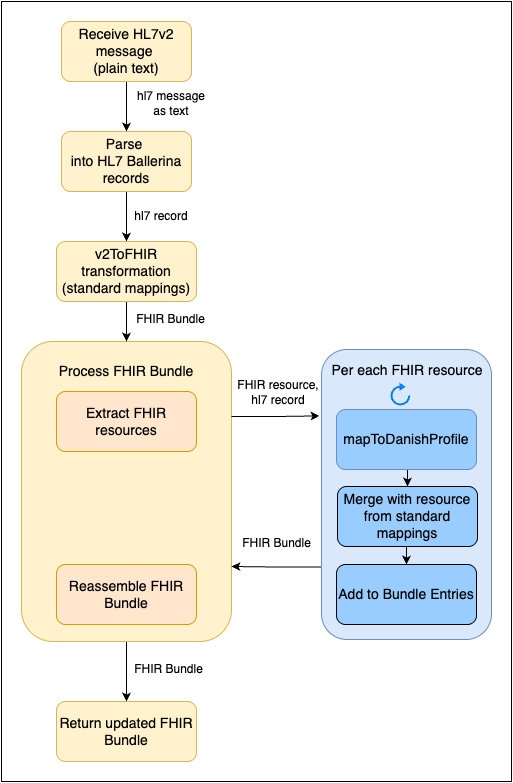 Receive HL7v2
message
(plain text)
hl7 message
as text
Parse
into HL7 Ballerina
records
hl7 record
v2ToFHIR
transformation
(standard mappings)
FHIR Bundle
Process FHIR Bundle
Extract FHIR
resources
FHIR resource,
hl7 record
Per each FHIR resource
mapToDanishProfile
Merge with resource
from standard
mappings
Add to Bundle Entries
FHIR Bundle
Reassemble FHIR
Bundle
FHIR Bundle
Return updated FHIR
Bundle